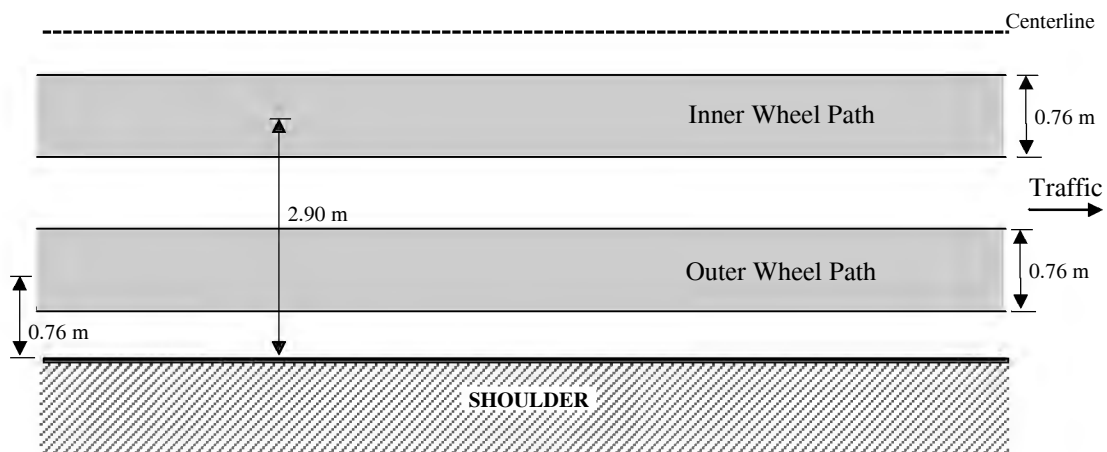 Centerline
Inner Wheel Path
0.76 m
Traffic
2.90 m
Outer Wheel Path
0.76 m
0.76 m
SHOULDER